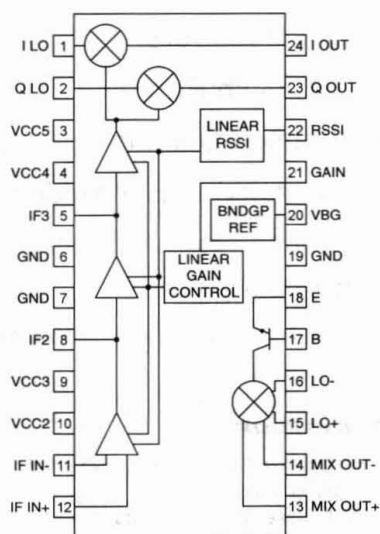 I LO 1 24 I OUT
Q LO 2 23 Q OUT
VCC5 3 LINEAR RSSI 22 RSSI
VCC4 4 21 GAIN
IF3 5 BNDGP REF 20 VBG
GND 6 19 GND
GND 7 LINEAR GAIN CONTROL 18 E
IF2 8 17 B
VCC3 9 16 LO-
VCC2 10 15 LO+
IF IN- 11 14 MIX OUT-
IF IN+ 12 13 MIX OUT+